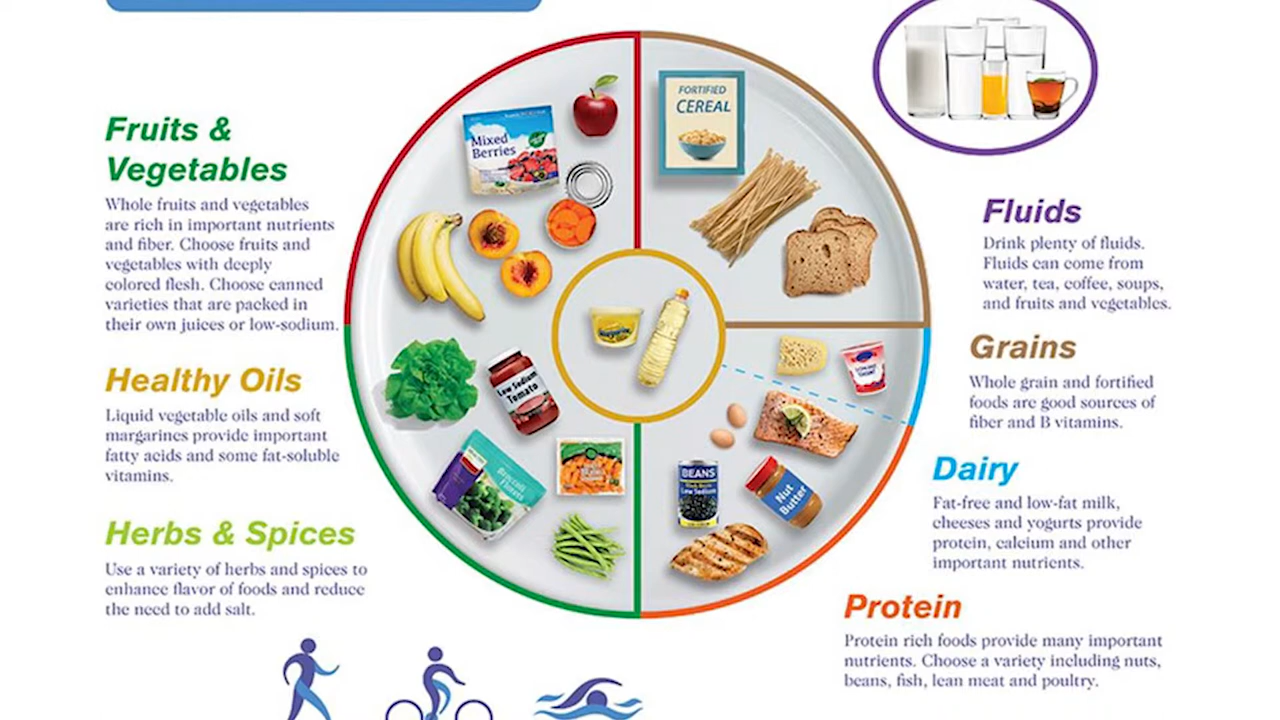 Fruits &
Vegetables
Whole fruits and vegetables
are rich in important nutrients
and fiber. Choose fruits and
vegetables with deeply
colored flesh. Choose canned
varieties that are packed in
their own juices or low-sodium.
Healthy Oils
Liquid vegetable oils and soft
margarines provide important
fatty acids and some fat-soluble
vitamins.
Herbs & Spices
Use a variety of herbs and spices to
enhance flavor of foods and reduce
the need to add salt.
Mixed
Berries
FORTIFIED
CEREAL
Low Sodium
Tomato
Broccoli
Florets
BEANS
Low Sodium
Nut
Butter
Fluids
Drink plenty of fluids.
Fluids can come from
water, tea, coffee, soups,
and fruits and vegetables.
Grains
Whole grain and fortified
foods are good sources of
fiber and B vitamins.
Dairy
Fat-free and low-fat milk,
cheeses and yogurts provide
protein, calcium and other
important nutrients.
Protein
Protein rich foods provide many important
nutrients. Choose a variety including nuts,
beans, fish, lean meat and poultry.